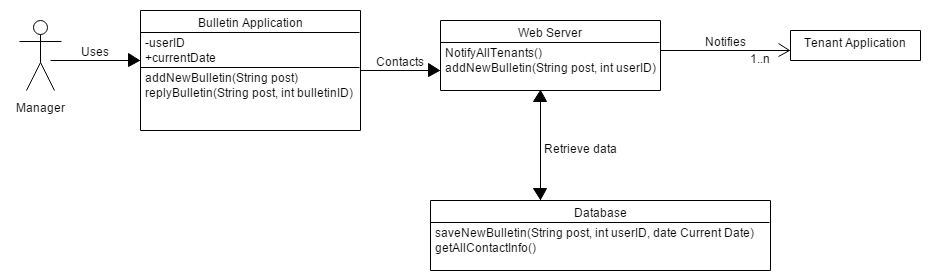 Manager
Uses
Bulletin Application
-userID
+currentDate
addNewBulletin(String post)
replyBulletin(String post, int bulletinID)
Contacts
Web Server
NotifyAllTenants()
addNewBulletin(String post, int userID)
Notifies
1..n
Tenant Application
Retrieve data
Database
saveNewBulletin(String post, int userID, date Current Date)
getAllContactInfo()